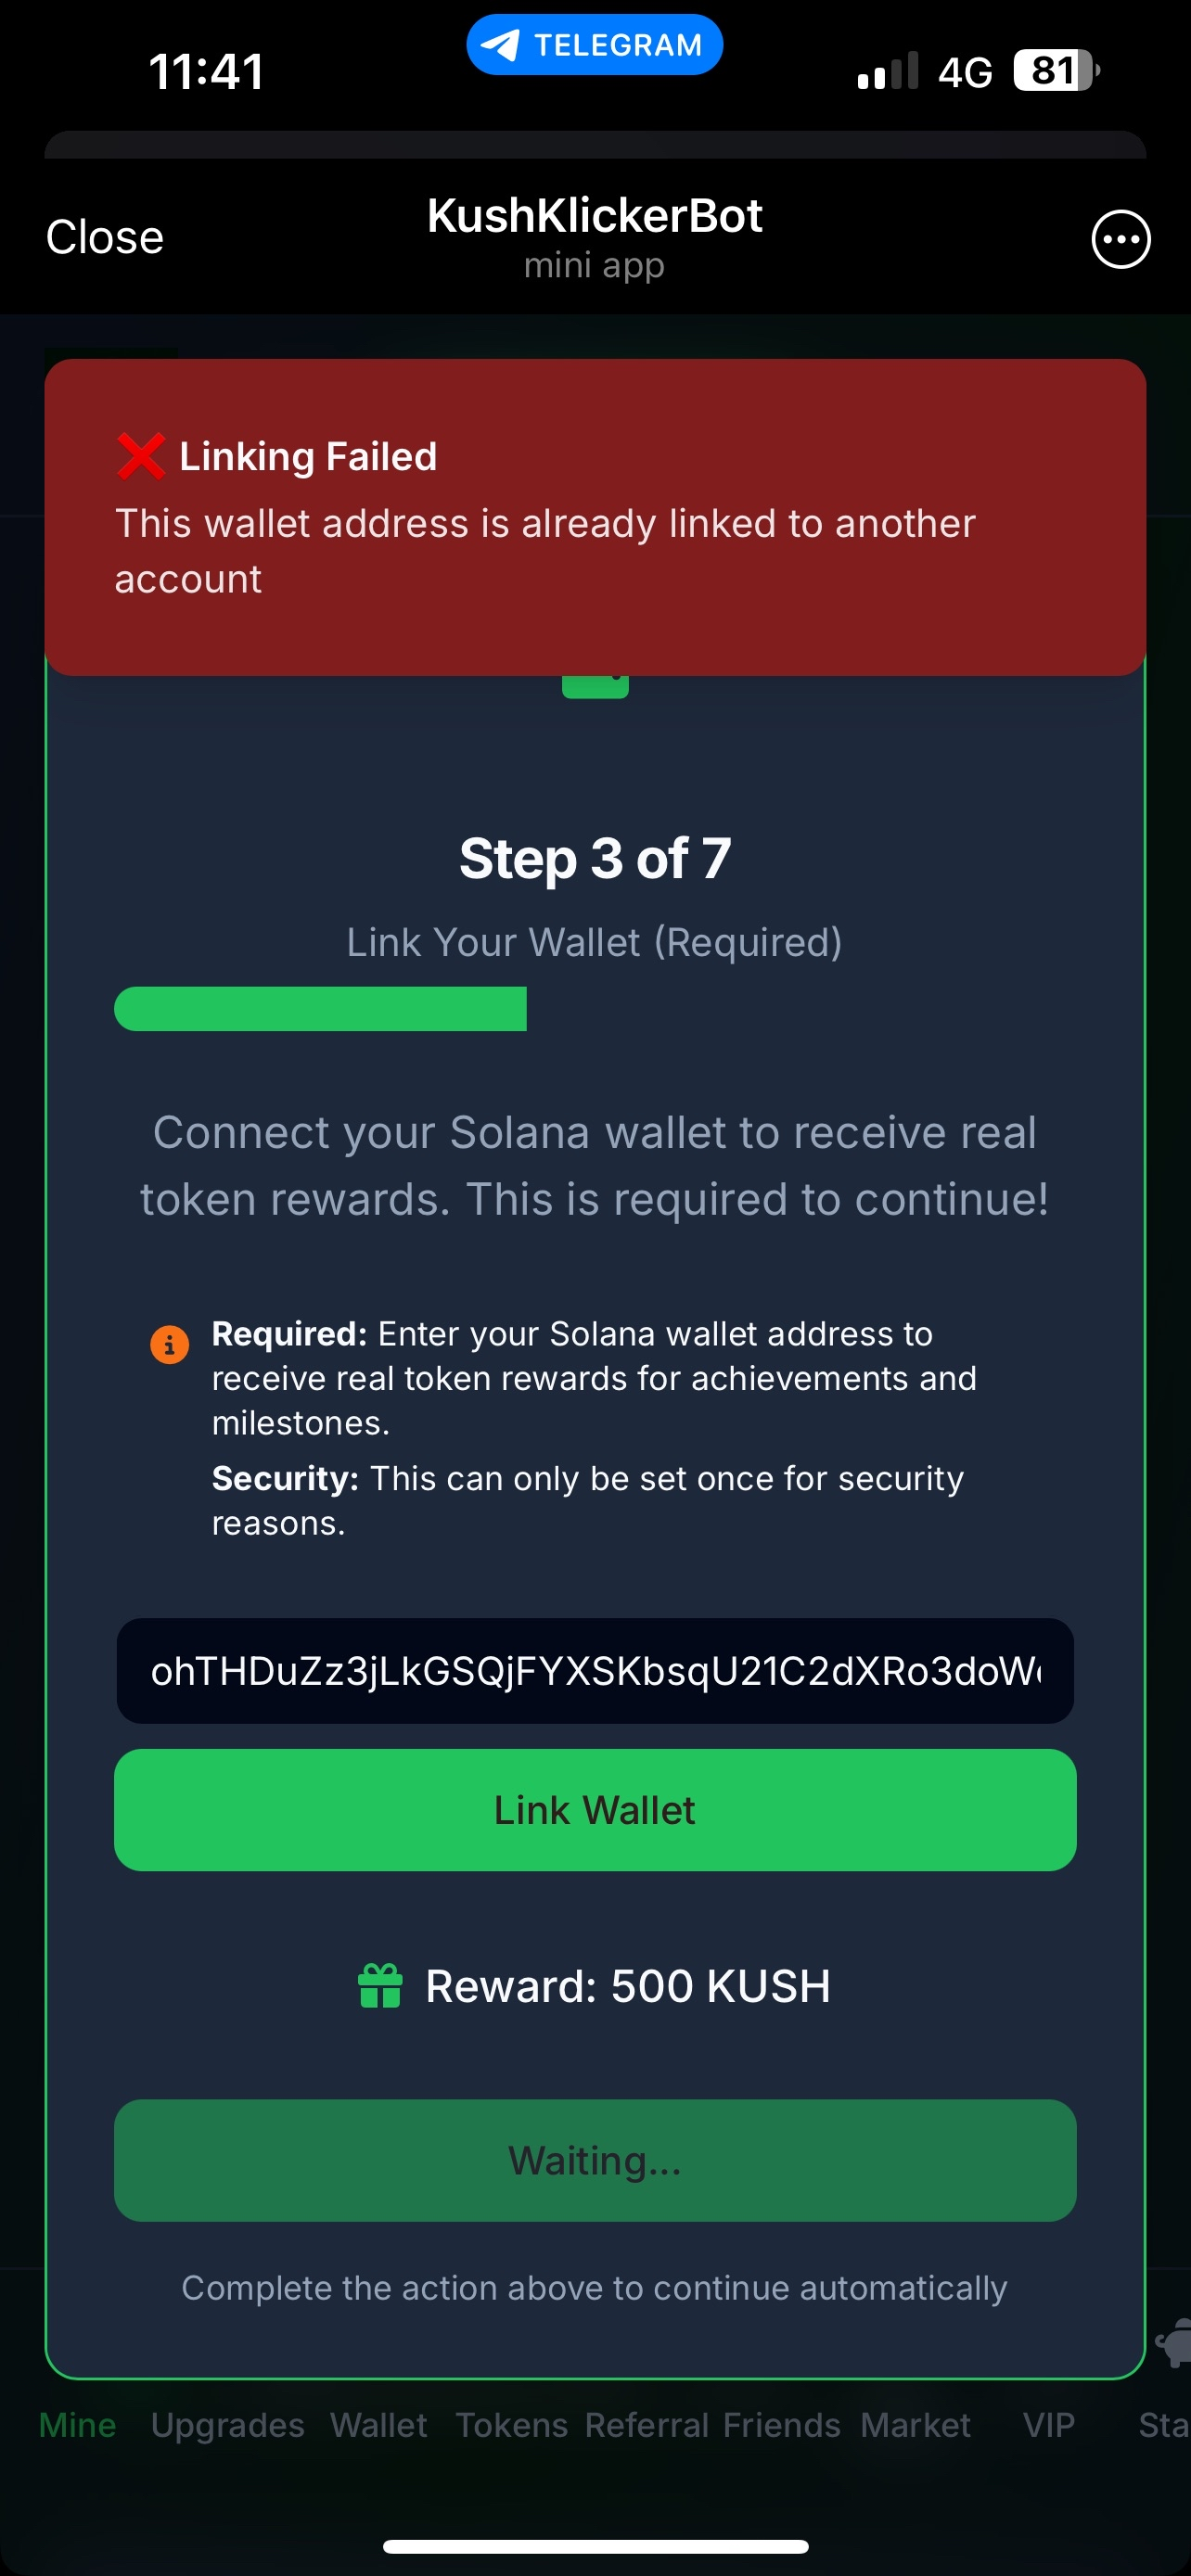 11:41
TELEGRAM
4G
81
Close
KushKlickerBot
mini app
❌ Linking Failed
This wallet address is already linked to another
account
Step 3 of 7
Link Your Wallet (Required)
Connect your Solana wallet to receive real
token rewards. This is required to continue!
Required: Enter your Solana wallet address to
receive real token rewards for achievements and
milestones.
Security: This can only be set once for security
reasons.
ohTHDuZz3jLkGSQjFYXSKbsqU21C2dXRo3doW
Link Wallet
Reward: 500 KUSH
Waiting...
Complete the action above to continue automatically
Mine Upgrades Wallet Tokens Referral Friends Market VIP Sta